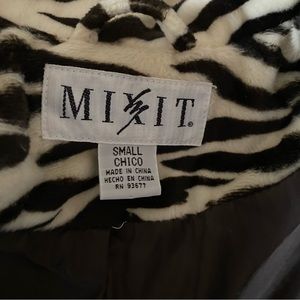 MIXIT®
SMALL
CHICO
MADE IN CHINA
HECHO EN CHINA
RN 93677